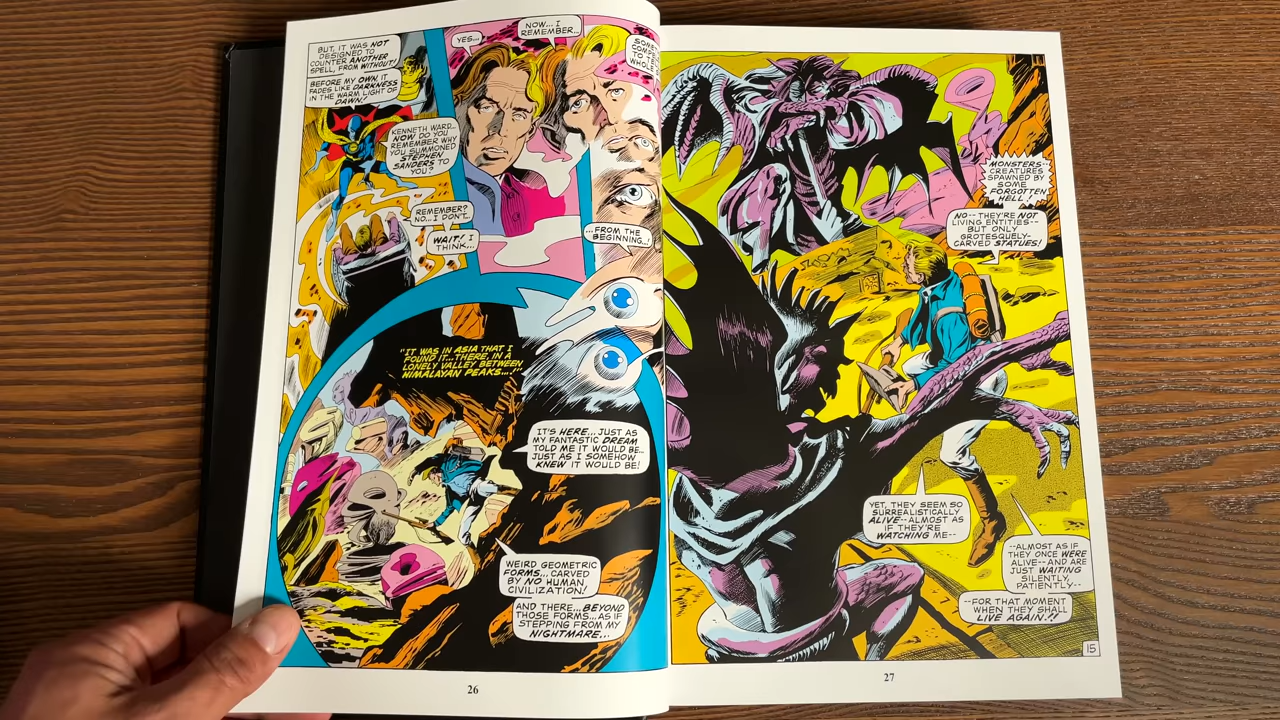 BUT, IT WAS NOT
DESIGNED TO
COUNTER ANOTHER
SPELL, FROM WITHOUT!
BEFORE MY OWN, IT
FADES LIKE DARKNESS
IN THE WARM LIGHT OF
DAWN!
KENNETH WARD...
NOW DO YOU
REMEMBER WHY
YOU SUMMONED
STEPHEN
SANDERS TO
YOU?
REMEMBER?
NO... I DON'T...
WAIT! I
THINK...
YES...
NOW... I
REMEMBER...
...FROM THE
BEGINNING..!
"IT WAS IN ASIA THAT I
FOUND IT... THERE, IN A
LONELY VALLEY BETWEEN
HIMALAYAN PEAKS...!"
IT'S HERE... JUST AS
MY FANTASTIC DREAM
TOLD ME IT WOULD BE...
JUST AS I SOMEHOW
KNEW IT WOULD BE!
WEIRD GEOMETRIC
FORMS... CARVED
BY NO HUMAN
CIVILIZATION!
AND THERE... BEYOND
THOSE FORMS... AS IF
STEPPING FROM MY
NIGHTMARE...
26
MONSTERS--
CREATURES
SPAWNED BY
SOME
FORGOTTEN
HELL!
NO-- THEY'RE NOT
LIVING ENTITIES--
BUT ONLY
GROTESQUELY-
CARVED STATUES!
YET, THEY SEEM SO
SURREALISTICALLY
ALIVE--ALMOST AS
IF THEY'RE
WATCHING ME--
--ALMOST AS IF
THEY ONCE WERE
ALIVE--AND ARE
JUST WAITING
SILENTLY,
PATIENTLY--
--FOR THAT MOMENT
WHEN THEY SHALL
LIVE AGAIN!!
15
27